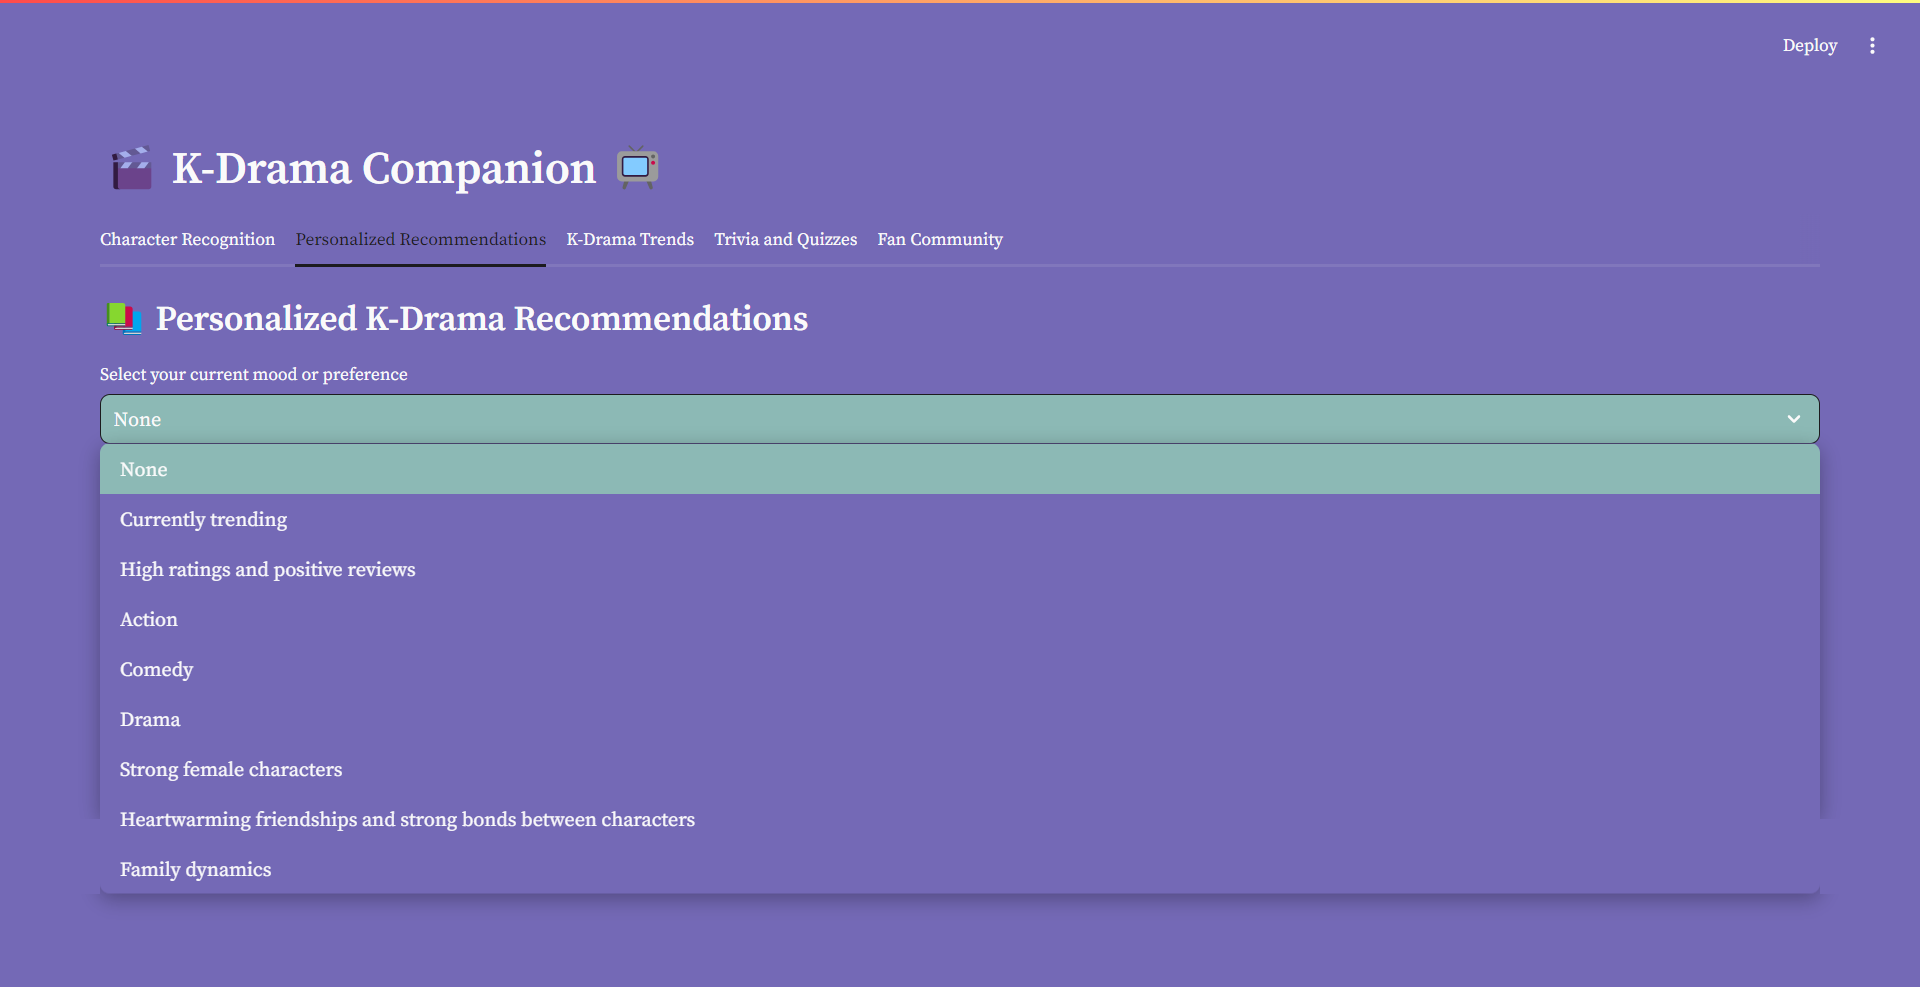 Deploy
K-Drama Companion
Character Recognition Personalized Recommendations K-Drama Trends Trivia and Quizzes Fan Community
Personalized K-Drama Recommendations
Select your current mood or preference
None
None
Currently trending
High ratings and positive reviews
Action
Comedy
Drama
Strong female characters
Heartwarming friendships and strong bonds between characters
Family dynamics